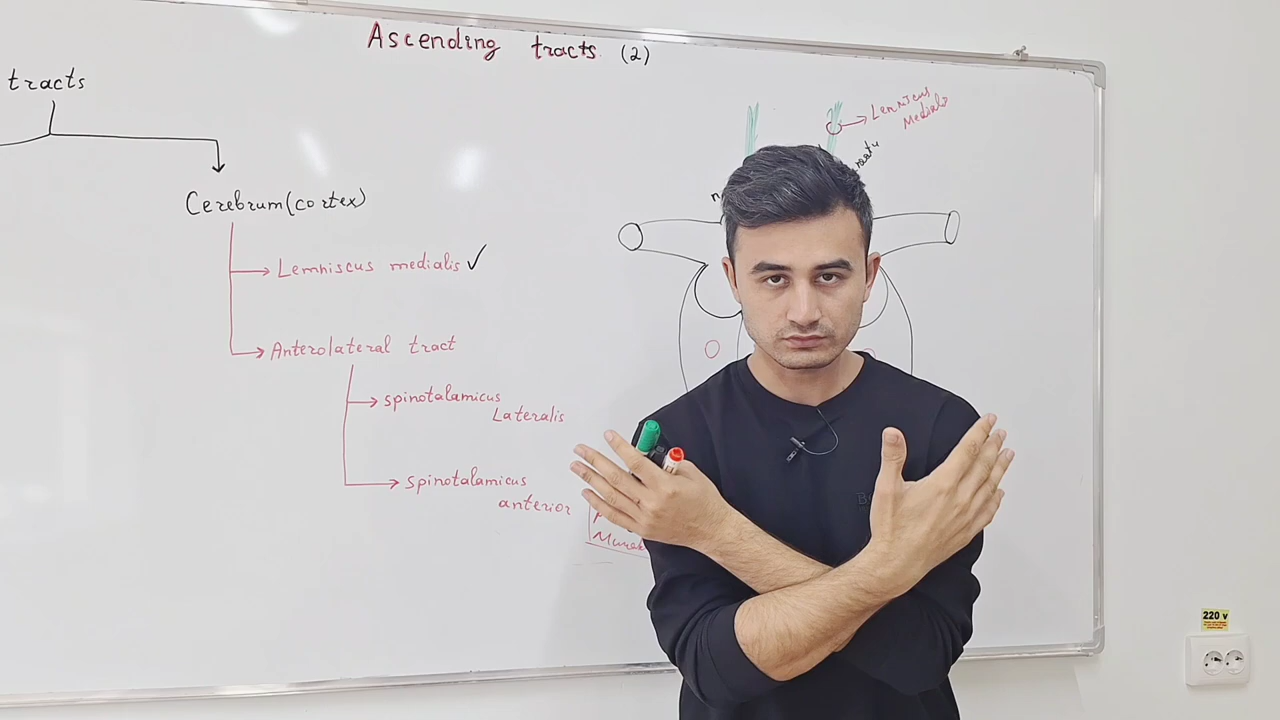 Ascending tracts. (2)
tracts
Cerebrum(cortex)
Lemniscus medialis ✓
Anterolateral tract
spinotalamicus
Lateralis
spinotalamicus
anterior
Lemniscus
Medialis
220 v